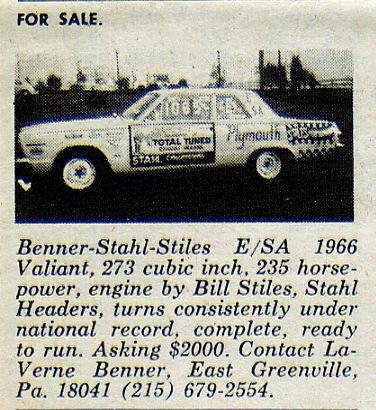 FOR SALE.
SA
Plymouth
TOTAL TUNED
STAHL
Benner-Stahl-Stiles E/SA 1966
Valiant, 273 cubic inch, 235 horse-
power, engine by Bill Stiles, Stahl
Headers, turns consistently under
national record, complete, ready
to run. Asking $2000. Contact La-
Verne Benner, East Greenville,
Pa. 18041 (215) 679-2554.